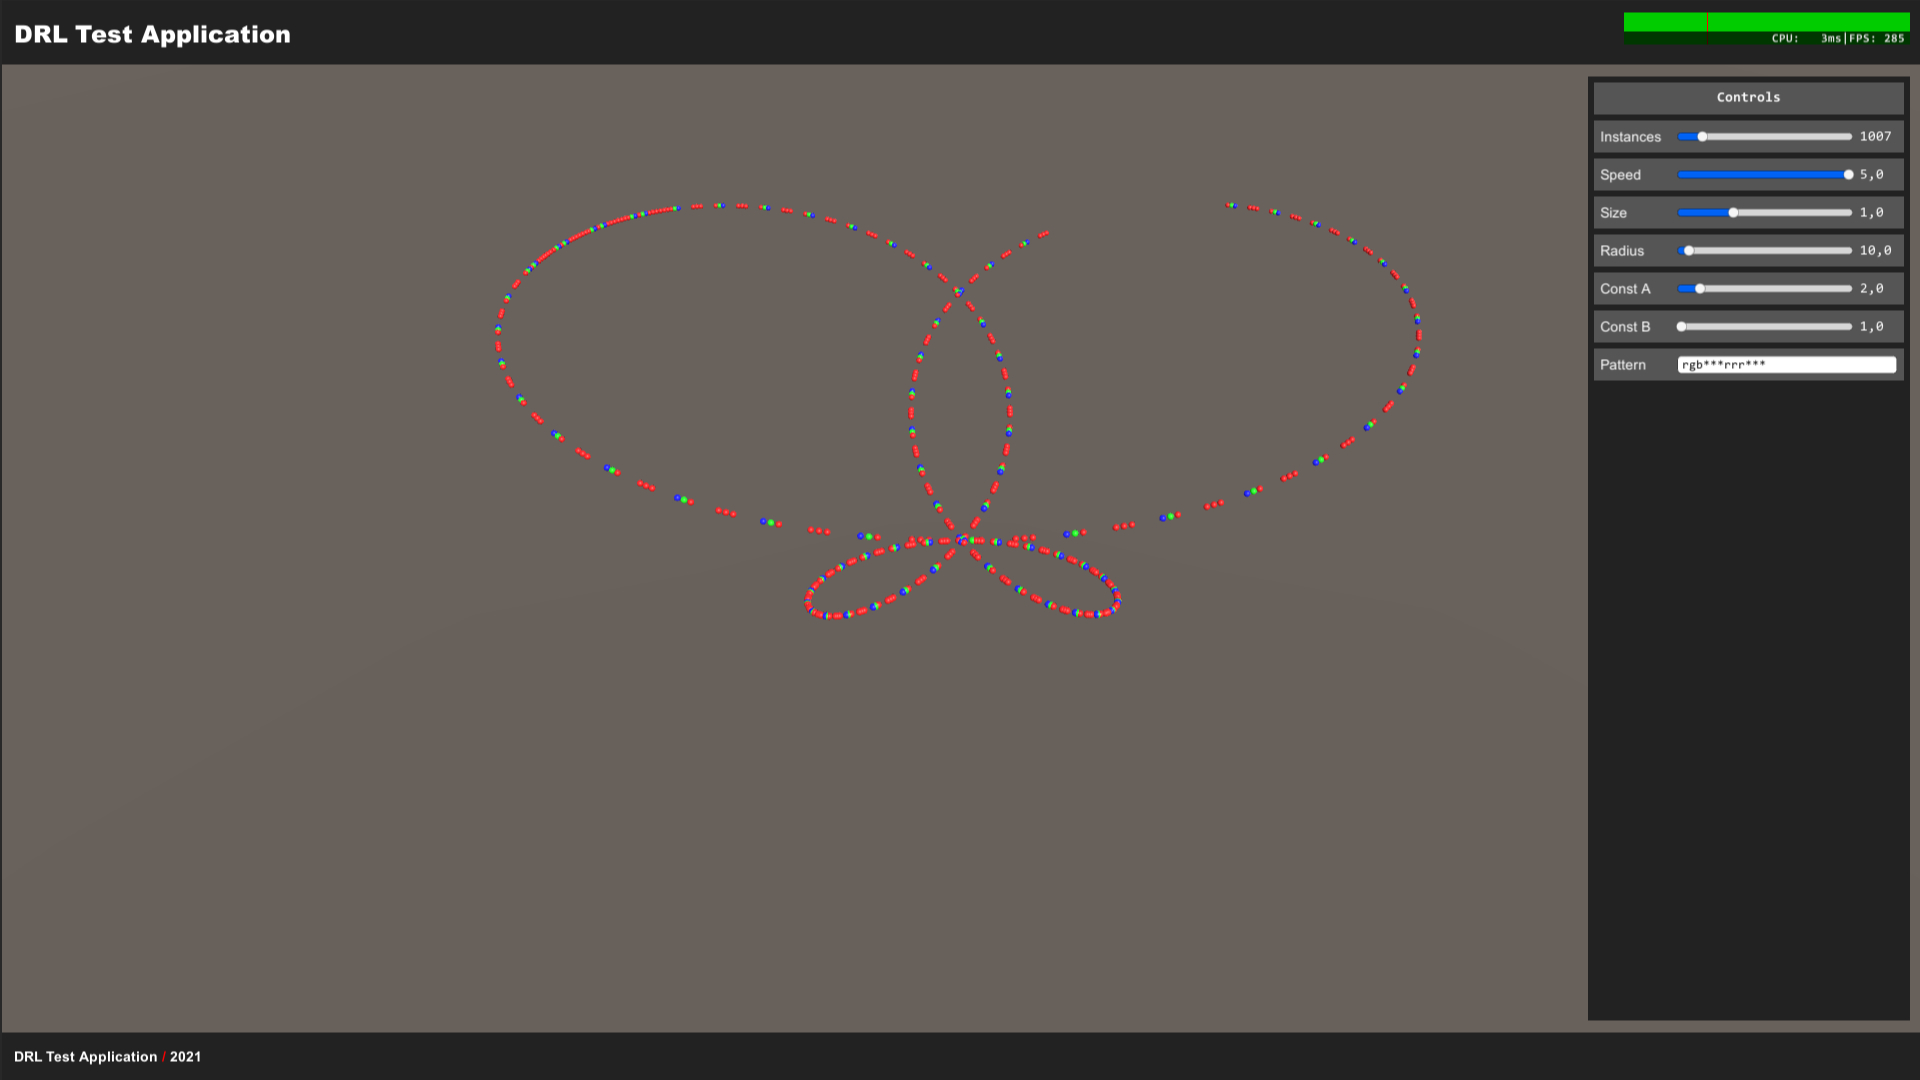 DRL Test Application
CPU: 3ms|FPS: 285
Controls
Instances 1007
Speed 5,0
Size 1,0
Radius 10,0
Const A 2,0
Const B 1,0
Pattern rgb***rrr***
DRL Test Application / 2021